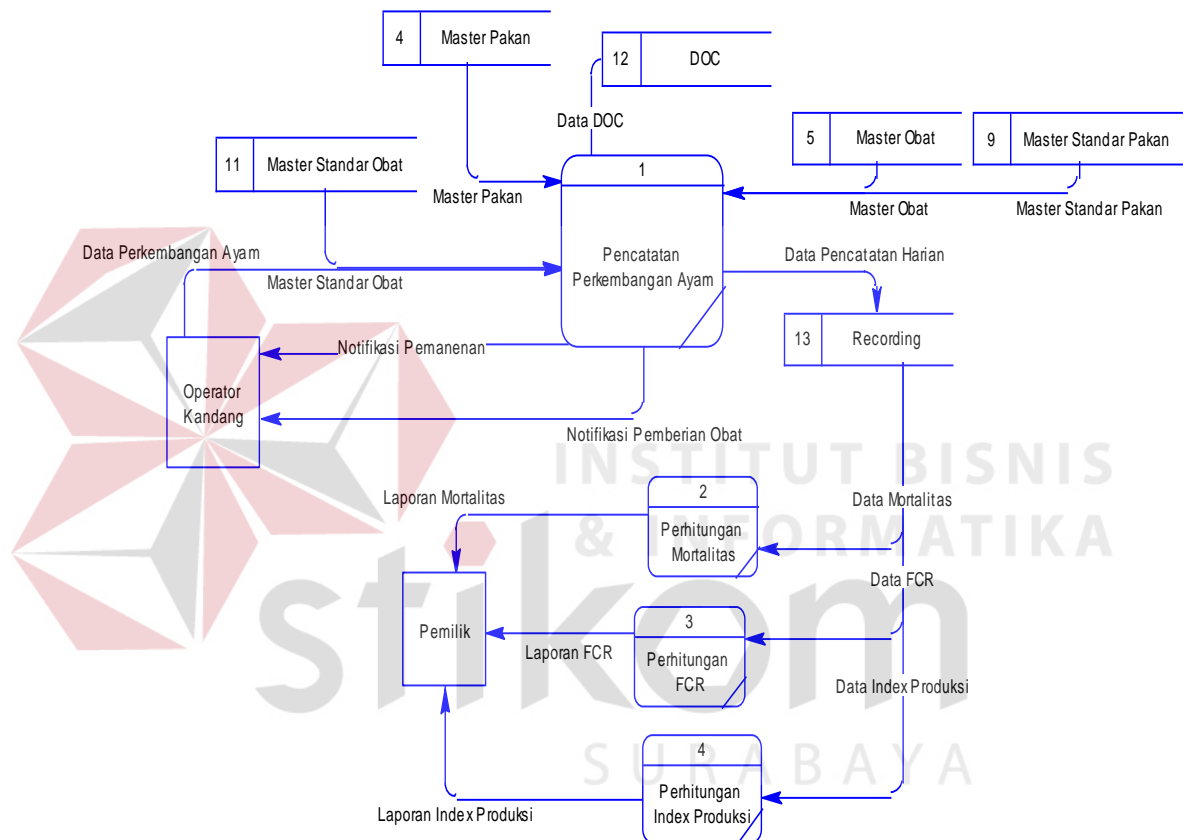 4 Master Pakan
12 DOC
Data DOC
5 Master Obat
9 Master Standar Pakan
11 Master Standar Obat
1
Master Pakan
Master Obat
Master Standar Pakan
Data Perkembangan Ayam
Pencatatan
Perkembangan Ayam
Data Pencatatan Harian
Master Standar Obat
13 Recording
Notifikasi Pemanenan
Operator
Kandang
Notifikasi Pemberian Obat
INSTITUT BISNIS
& INFORMATIKA
stikom
SURABAYA
2
Laporan Mortalitas
Data Mortalitas
Perhitungan
Mortalitas
Data FCR
3
Pemilik
Laporan FCR
Perhitungan
FCR
Data Index Produksi
4
Perhitungan
Index Produksi
Laporan Index Produksi